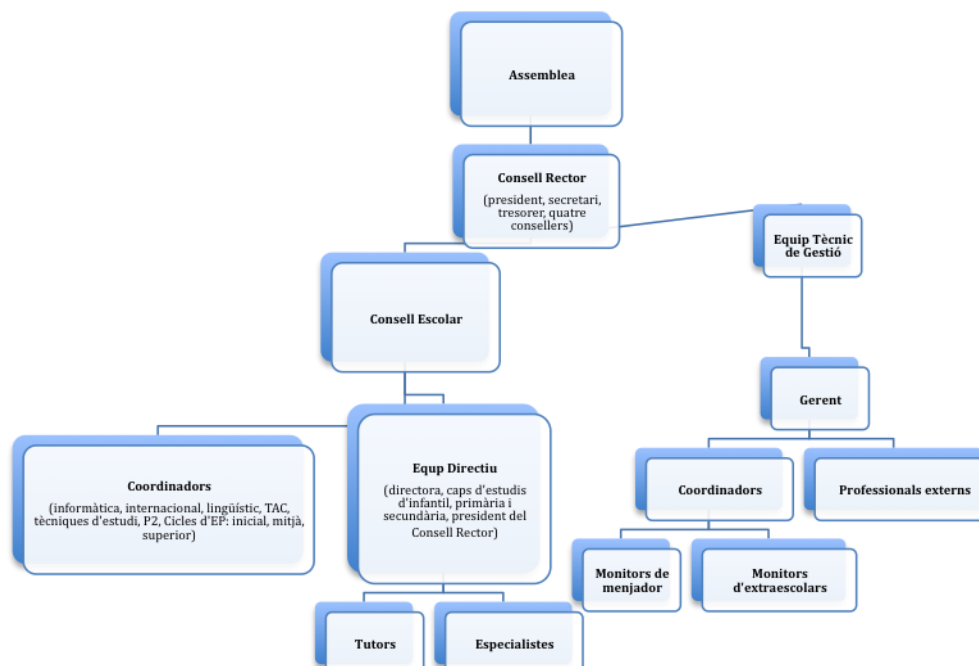 Assemblea
Consell Rector
(president, secretari,
tresorer, quatre
consellers)
Equip Tècnic
de Gestió
Consell Escolar
Gerent
Coordinadors
(informàtica, internacional, lingüístic, TAC,
tècniques d'estudi, P2, Cicles d'EP: inicial, mitjà,
superior)
Equp Directiu
(directora, caps d'estudis
d'infantil, primària i
secundària, president del
Consell Rector)
Coordinadors
Professionals externs
Monitors de
menjador
Monitors
d'extraescolars
Tutors
Especialistes